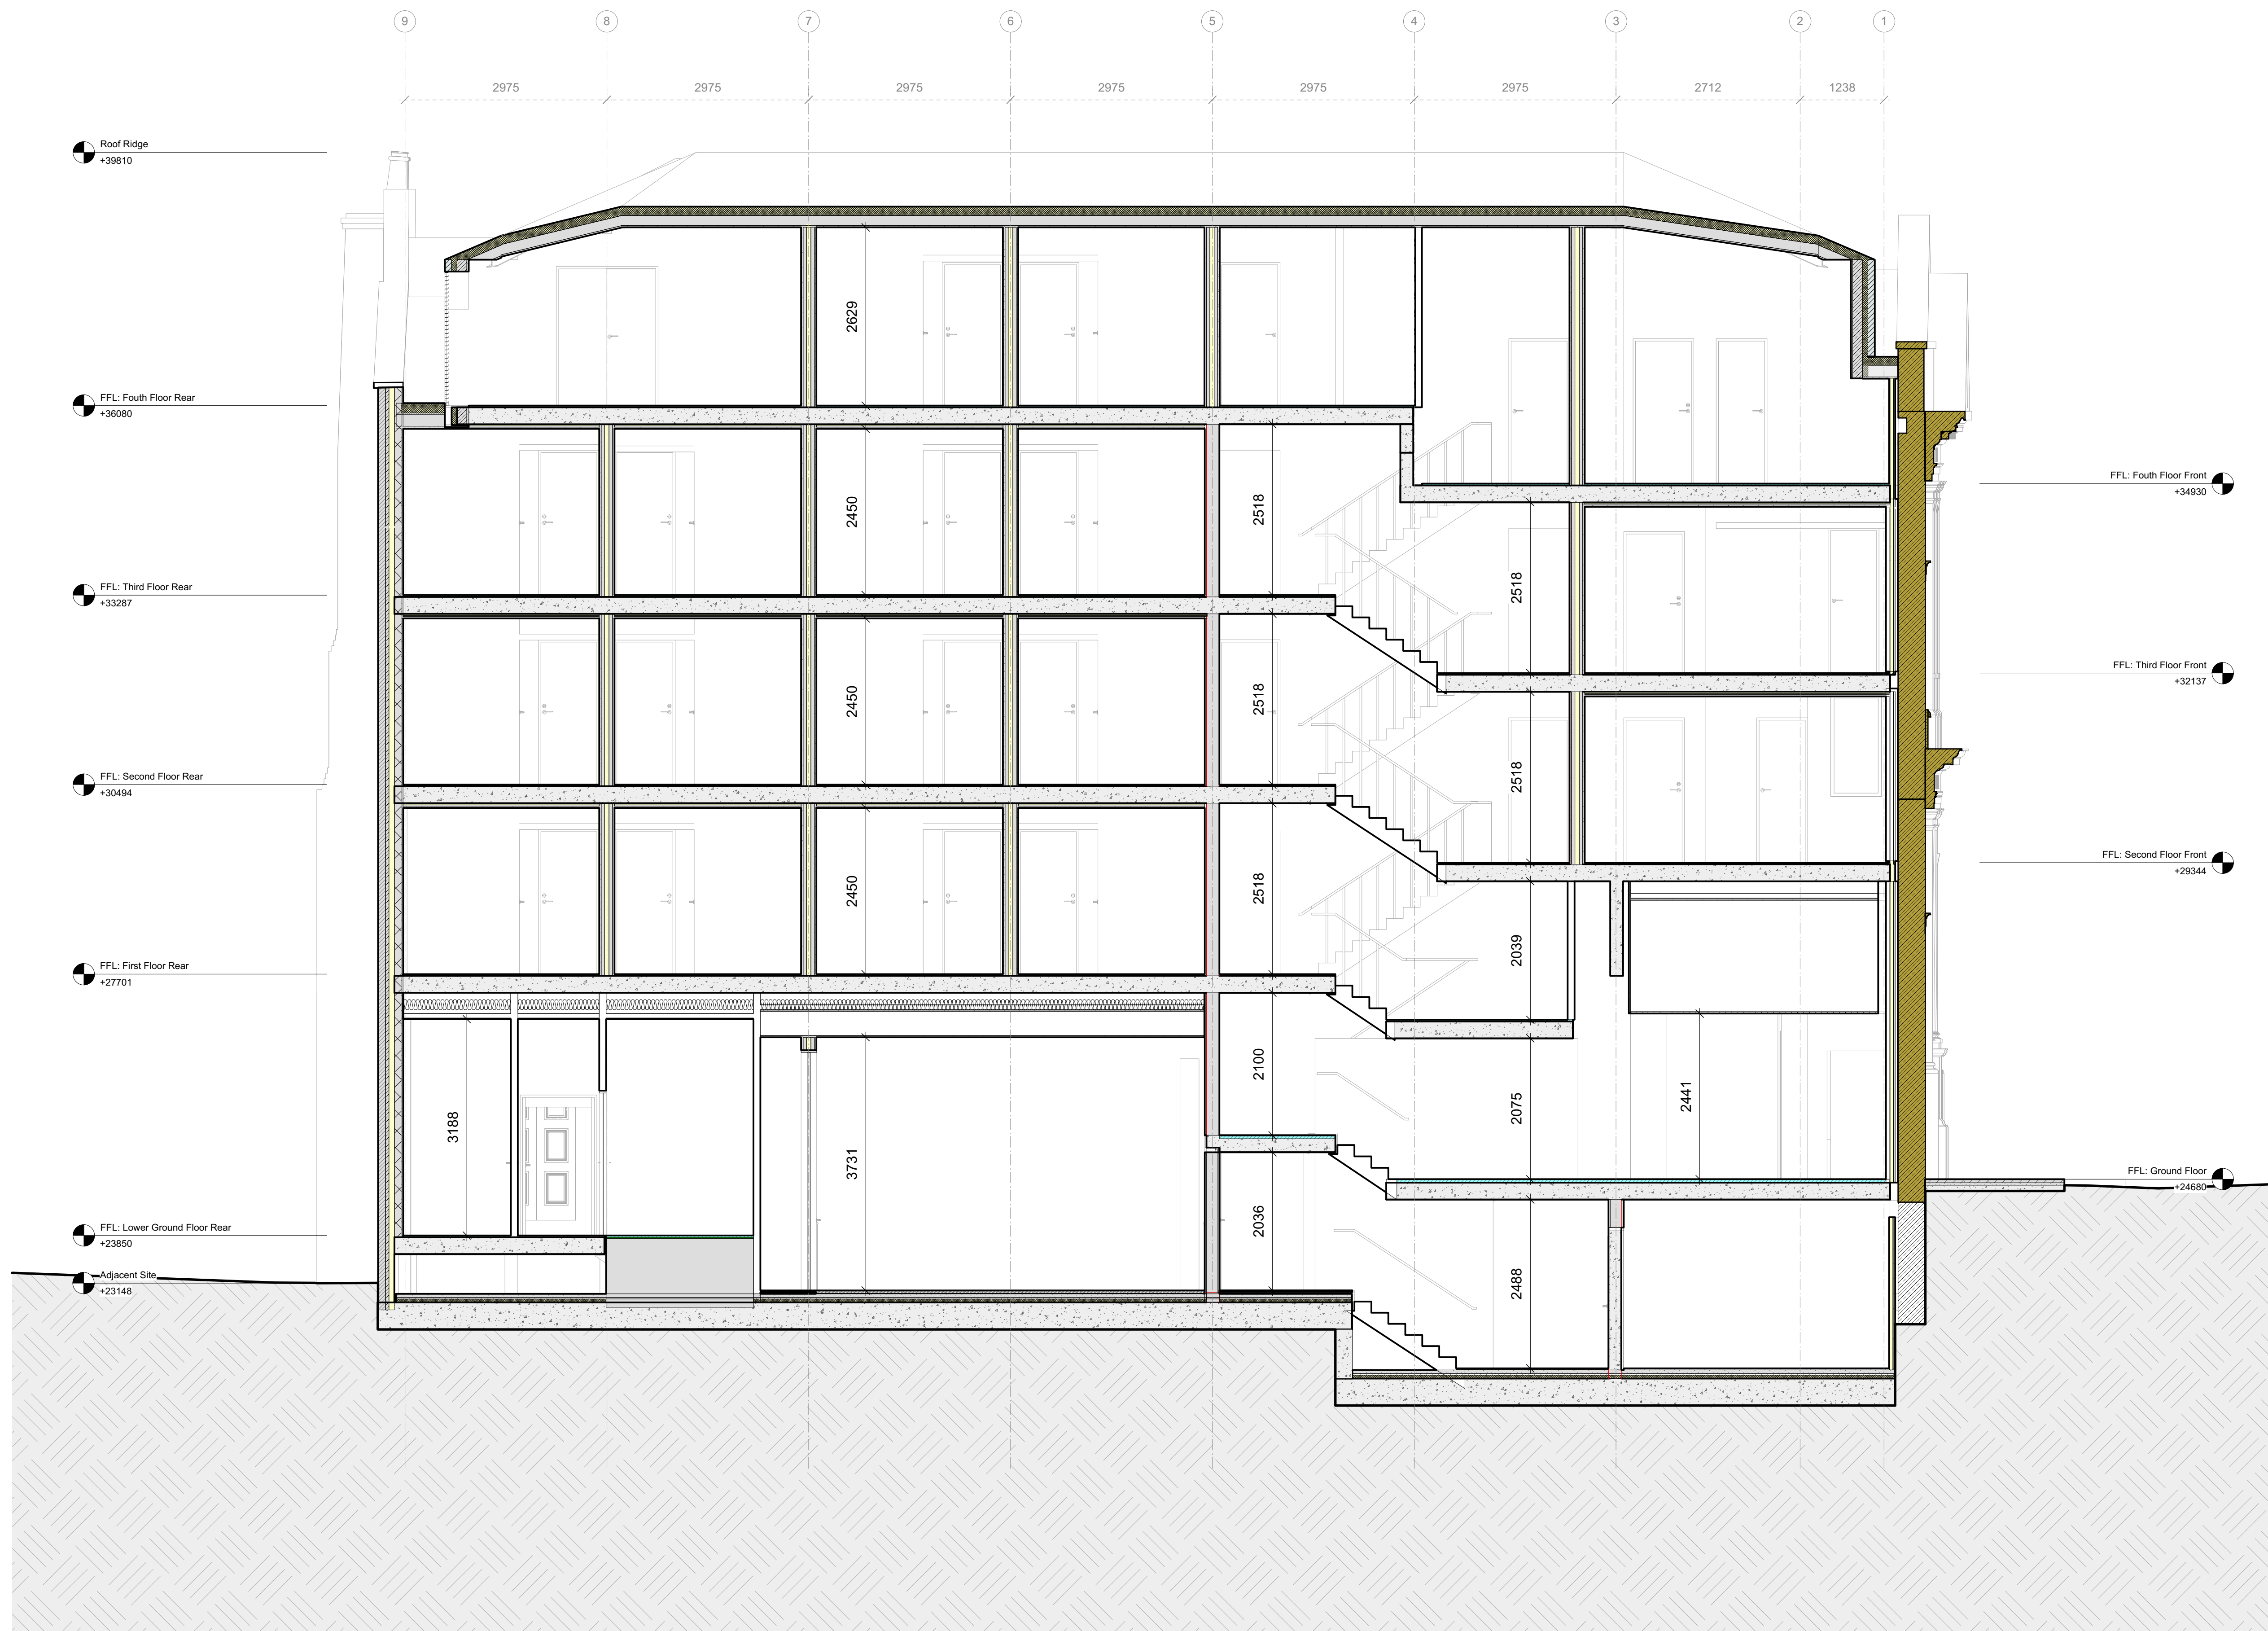 9 8 7 6 5 4 3 2 1
2975 2975 2975 2975 2975 2975 2712 1238
Roof Ridge
+39810
2629
FFL: Fouth Floor Rear
+36080
FFL: Fouth Floor Front
+34930
2450
2518
2518
FFL: Third Floor Rear
+33287
FFL: Third Floor Front
+32137
2450
2518
2518
FFL: Second Floor Rear
+30494
FFL: Second Floor Front
+29344
2450
2518
2039
FFL: First Floor Rear
+27701
2100
2075
2441
3188
3731
FFL: Ground Floor
+24680
2036
FFL: Lower Ground Floor Rear
+23850
2488
Adjacent Site
+23148